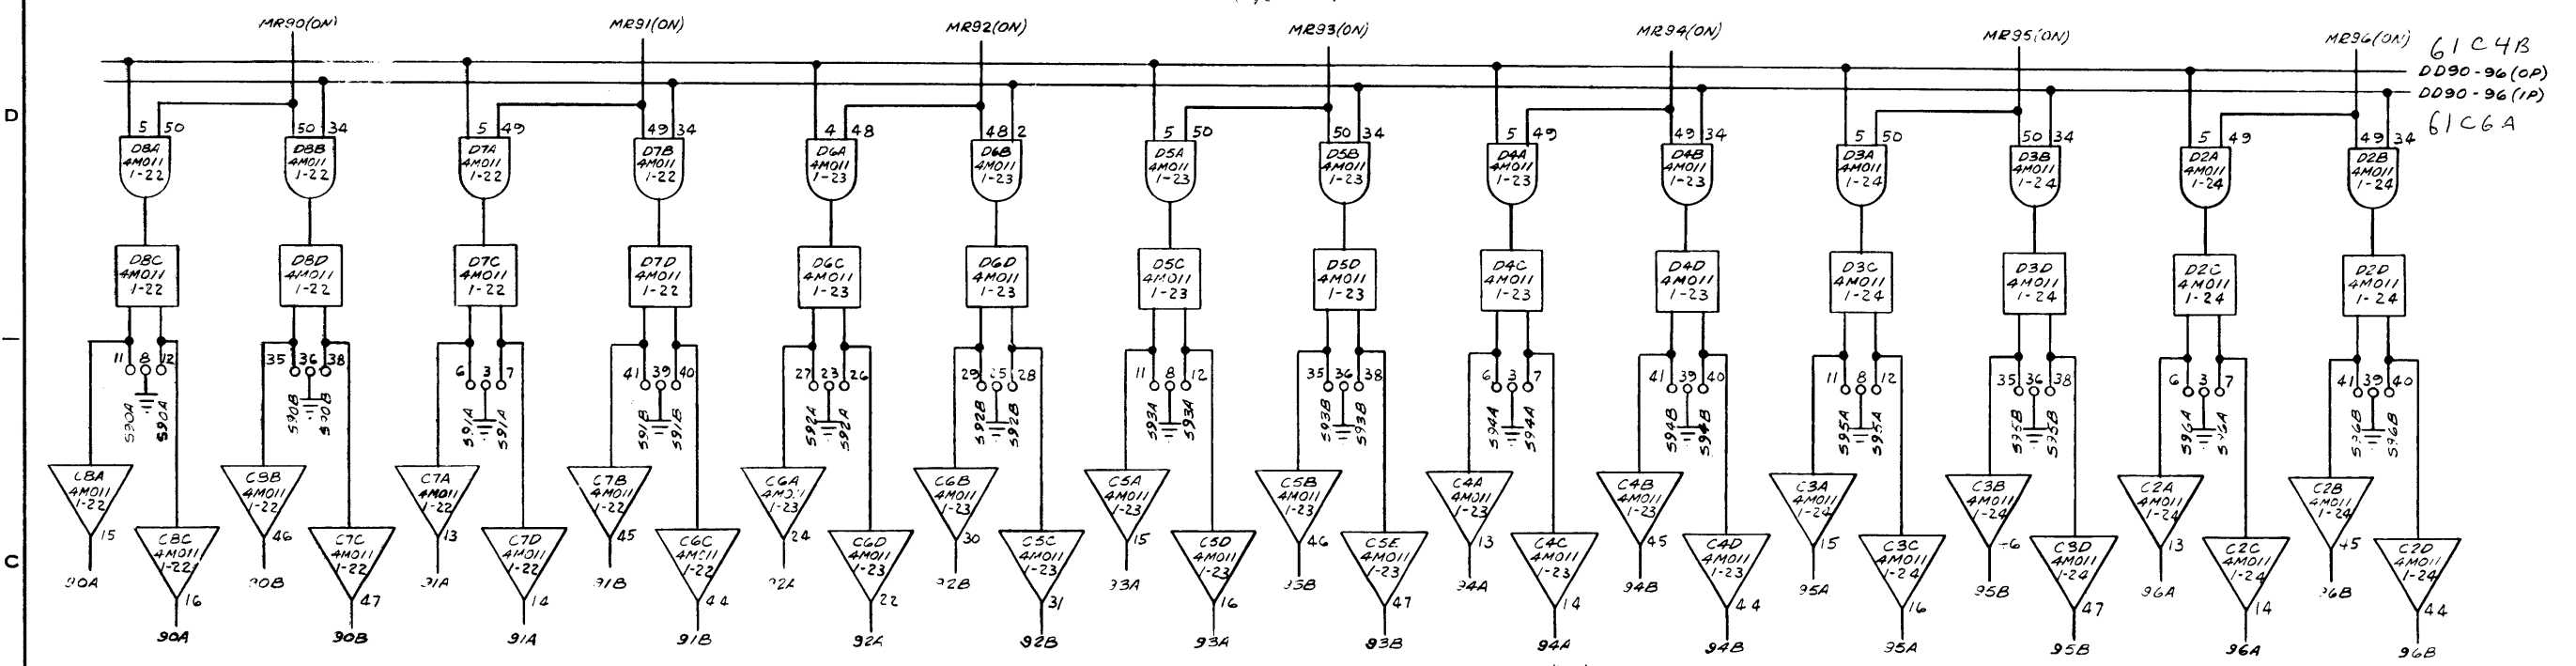 MR90(ON) MR91(ON) MR92(ON) MR93(ON) MR94(ON) MR95(ON) MR96(ON) 61C4B
DD90-96(0P)
DD90-96(1P)
61C6A
D
5 50 50 34 5 49 49 34 4 48 48 2 5 50 50 34 5 49 49 34 5 50 50 34 5 49 49 34
D8A D8B D7A D7B D6A D6B D5A D5B D4A D4B D3A D3B D2A D2B
4M011 4M011 4M011 4M011 4M011 4M011 4M011 4M011 4M011 4M011 4M011 4M011 4M011 4M011
1-22 1-22 1-22 1-22 1-23 1-23 1-23 1-23 1-23 1-23 1-24 1-24 1-24 1-24
D8C D8D D7C D7D D6C D6D D5C D5D D4C D4D D3C D3D D2C D2D
4M011 4M011 4M011 4M011 4M011 4M011 4M011 4M011 4M011 4M011 4M011 4M011 4M011 4M011
1-22 1-22 1-22 1-22 1-23 1-23 1-23 1-23 1-23 1-23 1-24 1-24 1-24 1-24
11 8 12 35 36 38 6 3 7 41 39 40 27 23 26 29 28 11 8 12 35 36 38 6 3 7 41 39 40 11 8 12 35 36 38 6 3 7 41 39 40
S90A S90A S90B S90B S91A S91A S91B S91B S92A S92A S92B S92B S93A S93A S93B S93B S94A S94A S94B S94B S95A S95A S95B S95B S96A S96B S96B
C8A C8B C7A C7B C6A C6B C5A C5B C4A C4B C3A C3B C2A C2B
4M011 4M011 4M011 4M011 4M011 4M011 4M011 4M011 4M011 4M011 4M011 4M011 4M011
1-22 1-22 1-22 1-22 1-23 1-23 1-23 1-23 1-23 1-23 1-24 1-24 1-24 1-24
15 46 13 45 24 30 15 46 13 45 15 13 45
C8C C7C C7D C6C C6D C5C C5D C5E C4C C4D C3C C3D C2C C2D
4M011 4M011 4M011 4M011 4M011 4M011 4M011 4M011 4M011 4M011 4M011 4M011 4M011 4M011
1-22 1-22 1-22 1-22 1-23 1-23 1-23 1-23 1-23 1-23 1-24 1-24 1-24 1-24
C
90A 90B 91A 91B 92A 92B 93A 93B 94A 94B 95A 95B 96A 96B
16 47 14 44 22 31 16 47 14 44 16 47 14 44
90A 90B 91A 91B 92A 92B 93A 93B 94A 94B 95A 95B 96A 96B